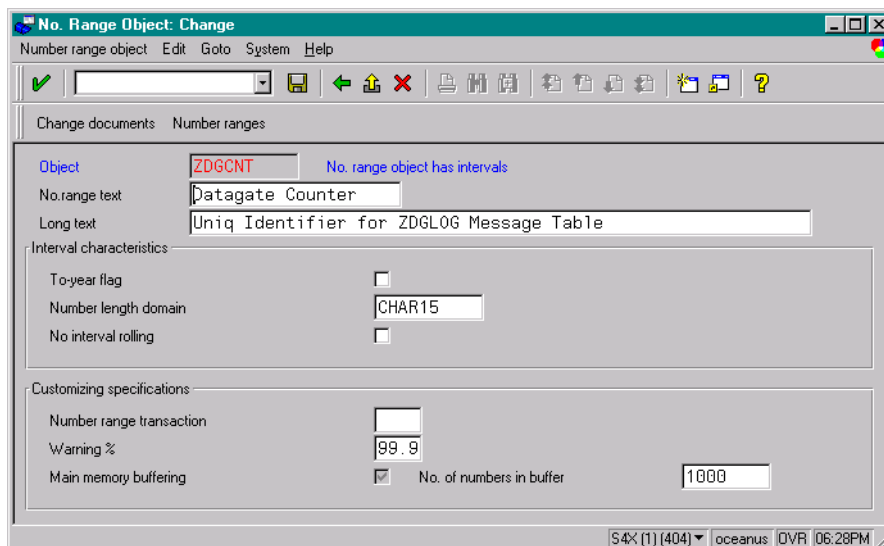 No. Range Object: Change
Number range object Edit Goto System Help
Change documents Number ranges
Object ZDGCNT No. range object has intervals
No.range text Datagate Counter
Long text Uniq Identifier for ZDGLOG Message Table
Interval characteristics
To-year flag
Number length domain CHAR15
No interval rolling
Customizing specifications
Number range transaction
Warning % 99.9
Main memory buffering No. of numbers in buffer 1000
S4X (1) (404) oceanus OVR 06:28PM